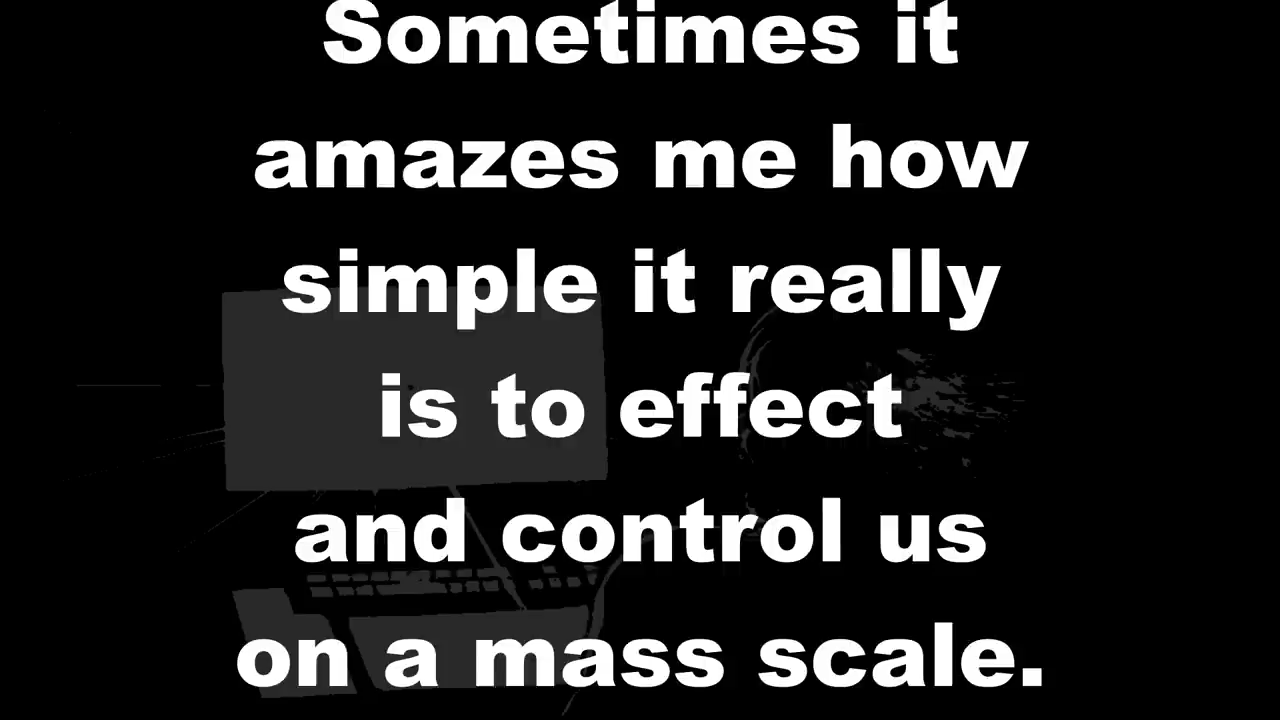 Sometimes it
amazes me how
simple it really
is to effect
and control us
on a mass scale.